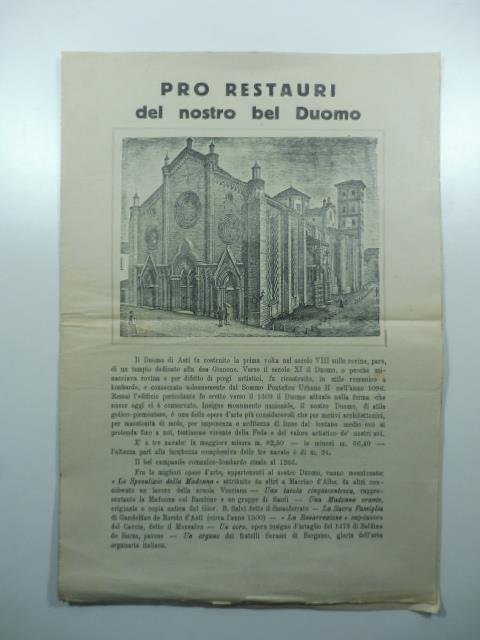 PRO RESTAURI
del nostro bel Duomo
Il Duomo di Asti fu costruito la prima volta nel secolo VIII sulle rovine, pare,
di un tempio dedicato alla dea Giunone. Verso il secolo XI il Duomo, o perchè mi-
nacciava rovina o per difetto di pregi artistici, fu ricostruito, in stile romanico
lombardo, e consacrato solennemente dal Sommo Pontefice Urbano II nell'anno 1096.
Resosi l'edificio pericolante fu eretto verso il 1309 il Duomo attuale nella forma che
ancor oggi ci è conservata. Insigne monumento nazionale, il nostro Duomo, di stile
gotico-piemontese, è una delle opere d'arte più considerevoli che per motivi architettonici,
per maestosità di mole, per imponenza e arditezza di linee dal lontano medio evo si
protenda fino a noi, testimone vivente della Fede e del valore artistico de' nostri avi.
E' a tre navate: la maggiore misura m. 82,50 — le minori m. 66,40 —
l'altezza pari alla larghezza complessiva delle tre navate è di m. 24.
Il bel campanile romanico-lombardo risale al 1266.
Fra le migliori opere d'arte, appartenenti al nostro Duomo, vanno menzionate:
« Lo Sposalizio della Madonna » attribuito da altri a Macrino d'Alba, da altri con-
siderato un lavoro della scuola Vinciana — Una tavola cinquecentesca, rappre-
sentante la Madonna col Bambino e un gruppo di Santi — Una Madonna orante,
originale o copia antica del Giov. B. Salvi detto il Sassoferrato — La Sacra Famiglia
di Gandolfino de Roreto d'Asti (circa l'anno 1500) — « La Risurrezione » capolavoro
del Caccia, detto il Moncalvo — Un coro, opera insigne d'intaglio del 1479 di Baldino
de Surso, pavese — Un organo dei fratelli Serassi di Bergamo, gloria dell'arte
organaria italiana.